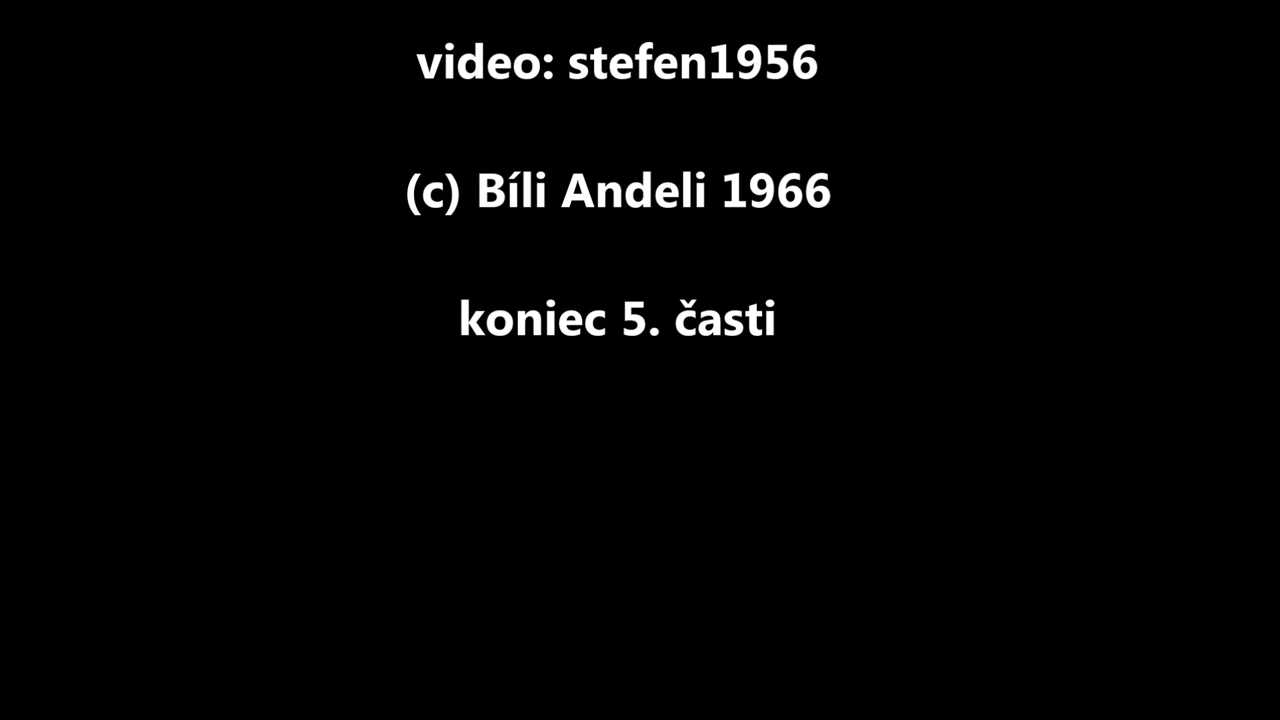 video: stefen1956
(c) Bíli Andeli 1966
koniec 5. časti